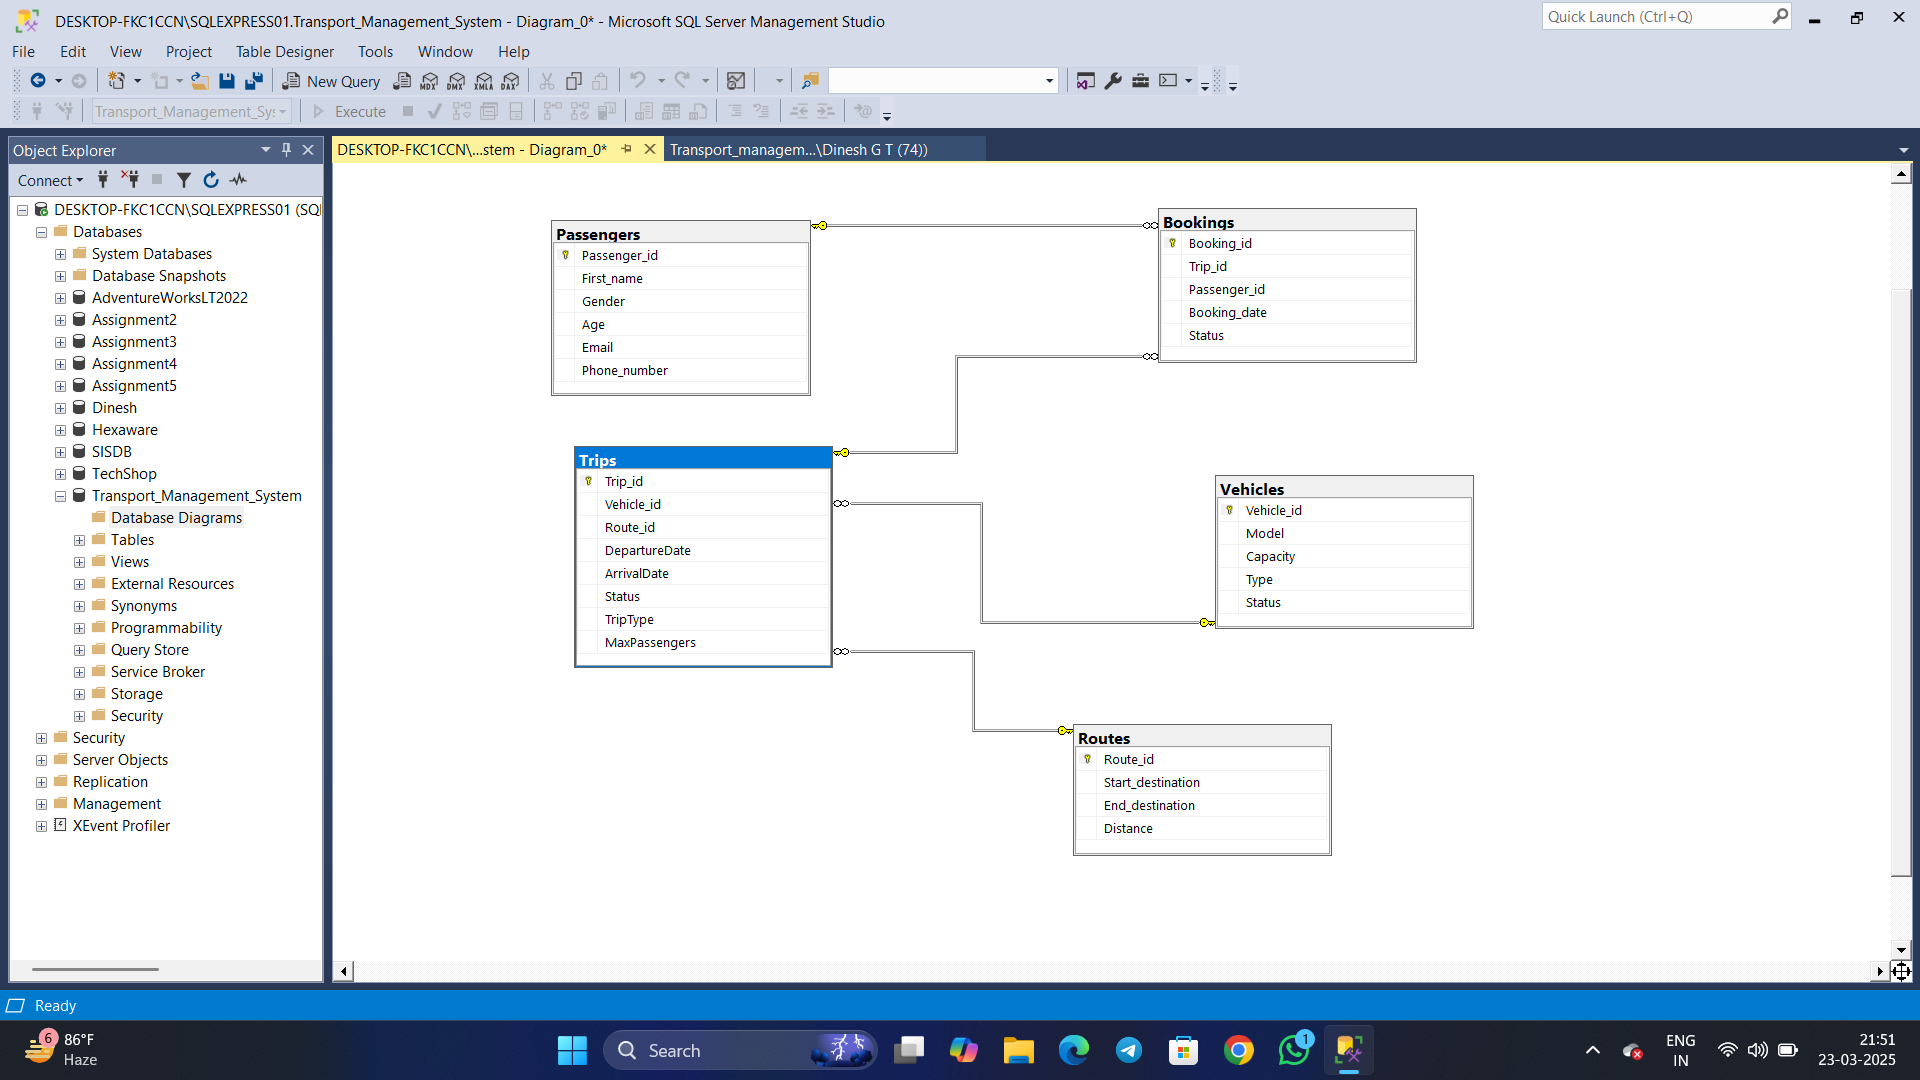 DESKTOP-FKC1CCN\SQLEXPRESS01.Transport_Management_System - Diagram_0* - Microsoft SQL Server Management Studio
Quick Launch (Ctrl+Q)
File Edit View Project Table Designer Tools Window Help
New Query MDX DMX XMLA DAX
Transport_Management_Sys Execute
Object Explorer
DESKTOP-FKC1CCN\...stem - Diagram_0*
Transport_managem...\Dinesh G T (74))
Connect
DESKTOP-FKC1CCN\SQLEXPRESS01 (SQL
Databases
System Databases
Database Snapshots
AdventureWorksLT2022
Assignment2
Assignment3
Assignment4
Assignment5
Dinesh
Hexaware
SISDB
TechShop
Transport_Management_System
Database Diagrams
Tables
Views
External Resources
Synonyms
Programmability
Query Store
Service Broker
Storage
Security
Security
Server Objects
Replication
Management
XEvent Profiler
Passengers
Passenger_id
First_name
Gender
Age
Email
Phone_number
Bookings
Booking_id
Trip_id
Passenger_id
Booking_date
Status
Trips
Trip_id
Vehicle_id
Route_id
DepartureDate
ArrivalDate
Status
TripType
MaxPassengers
Vehicles
Vehicle_id
Model
Capacity
Type
Status
Routes
Route_id
Start_destination
End_destination
Distance
Ready
6
86°F
Haze
Search
1
ENG
IN
21:51
23-03-2025